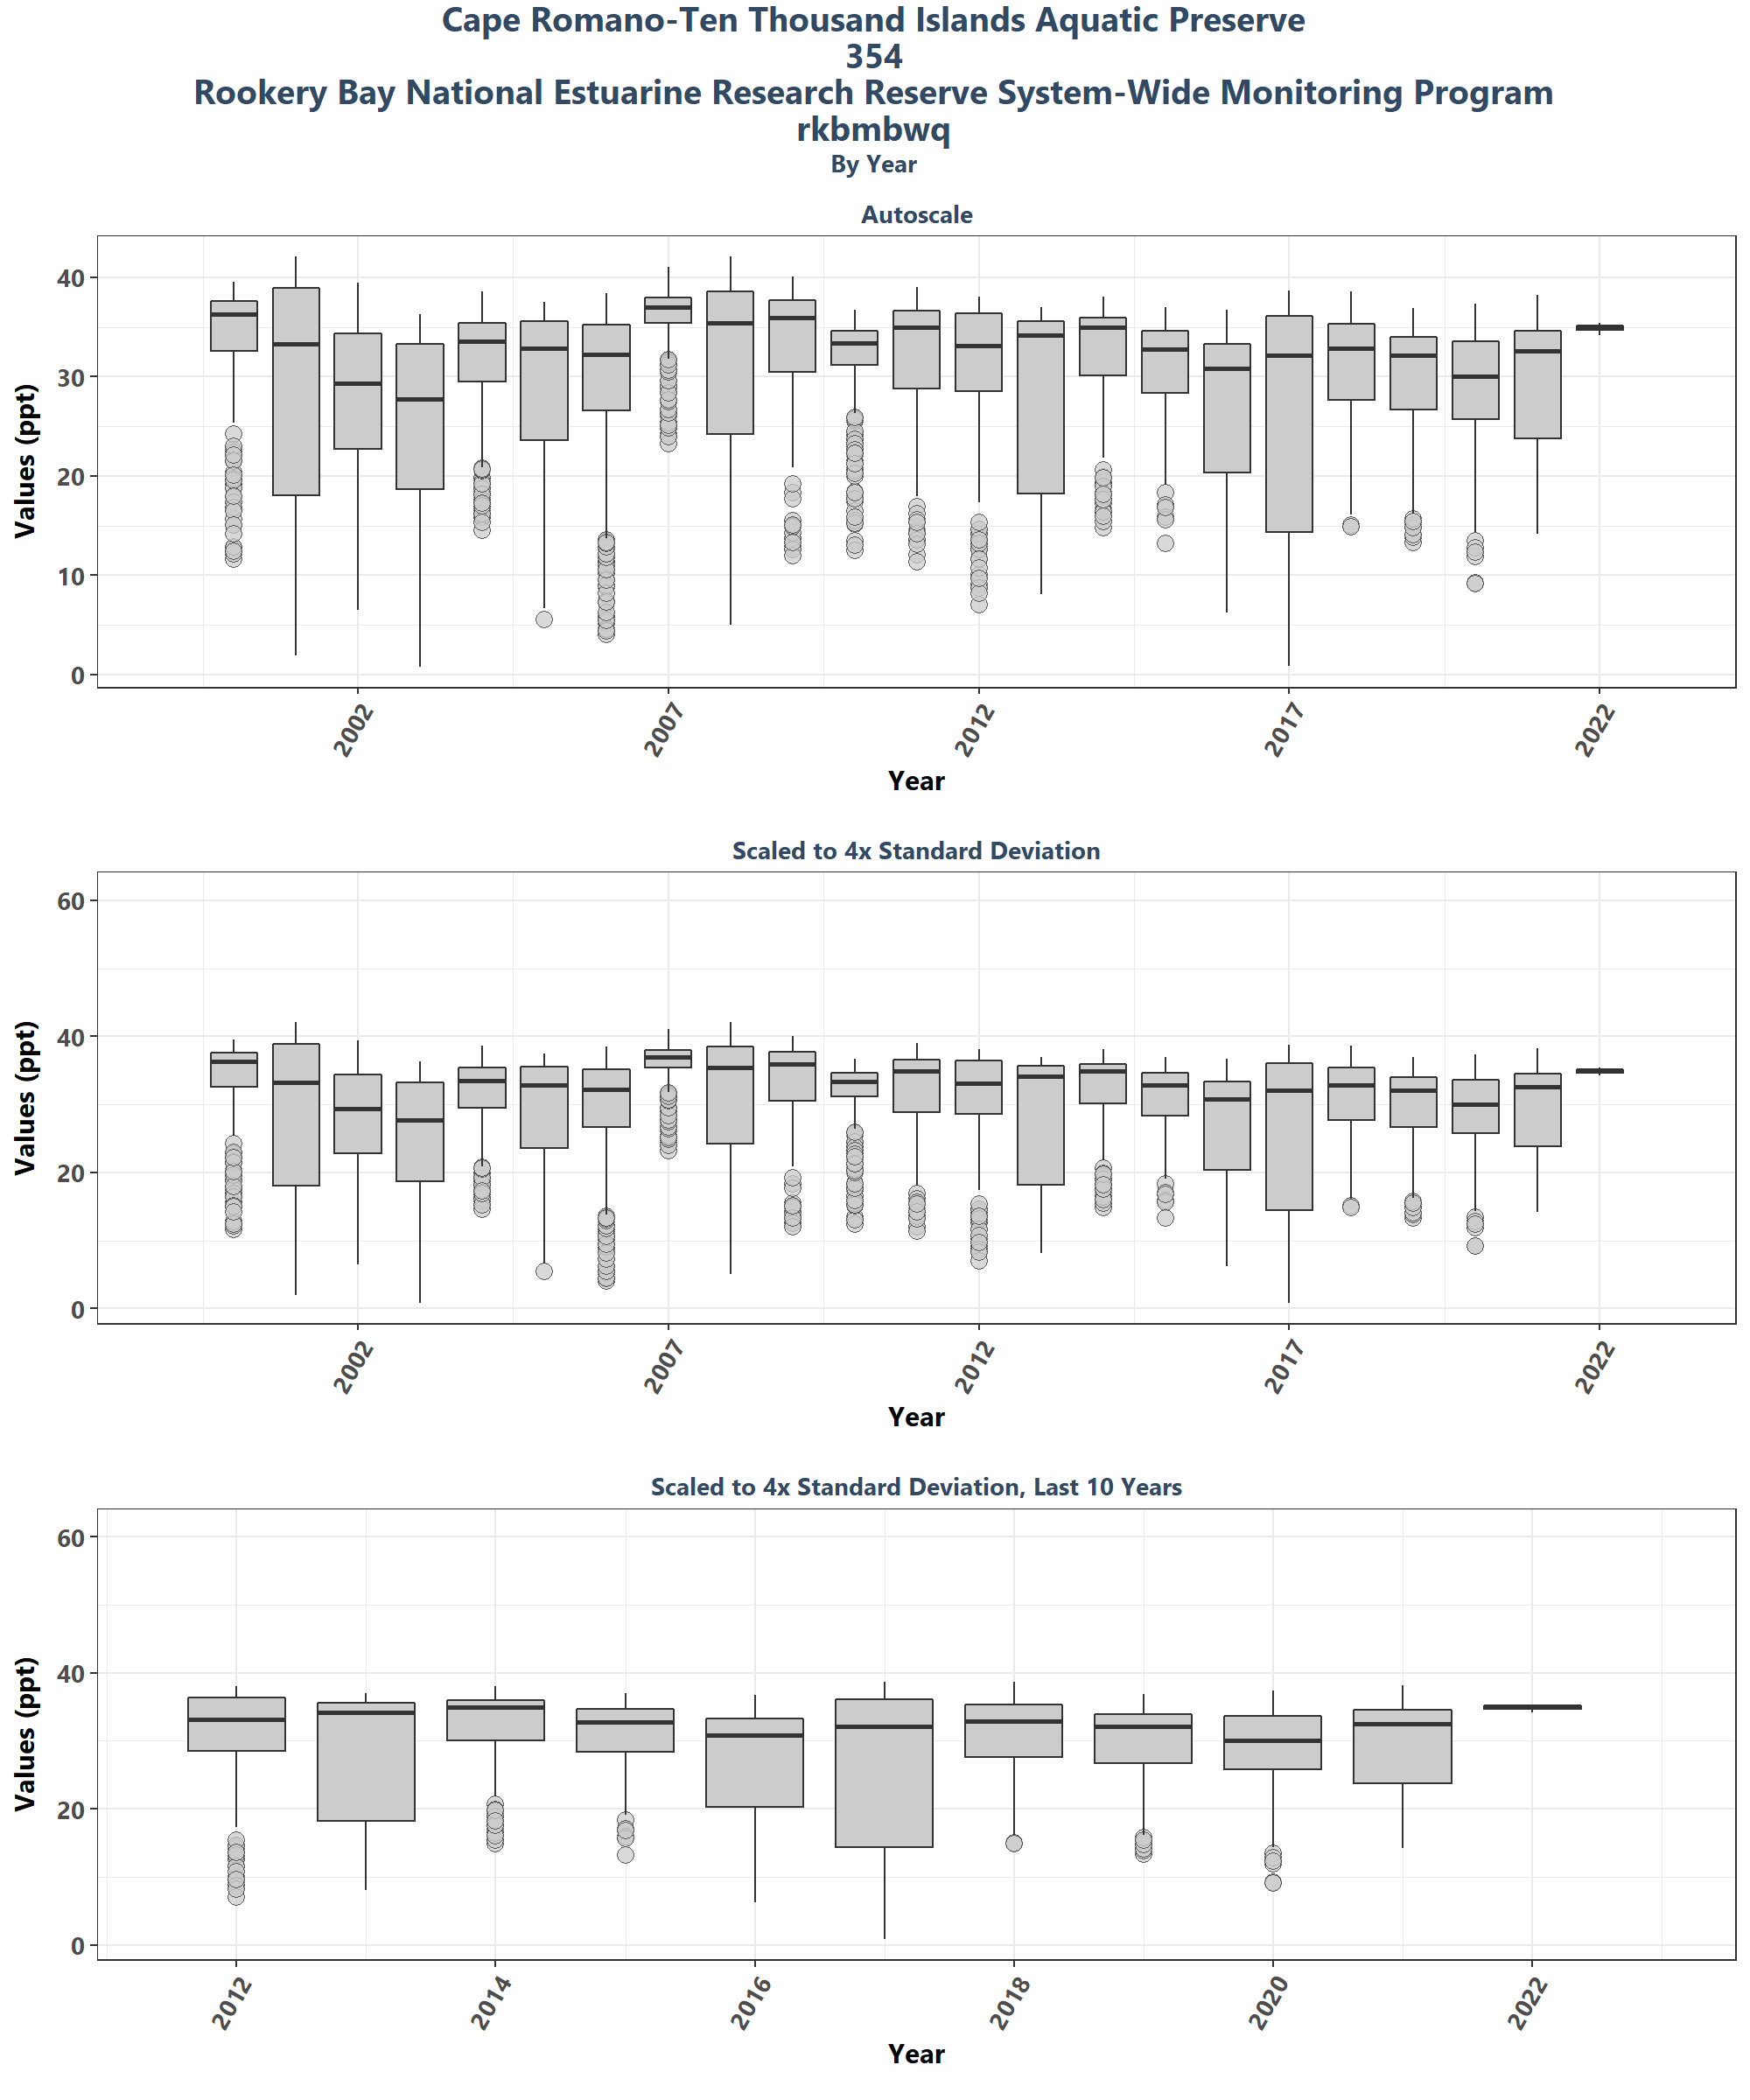 Cape Romano-Ten Thousand Islands Aquatic Preserve
354
Rookery Bay National Estuarine Research Reserve System-Wide Monitoring Program
rkbmbwq
By Year
Autoscale
Values (ppt)
40
30
20
10
0
2002
2007
2012
2017
2022
Year
Scaled to 4x Standard Deviation
Values (ppt)
60
40
20
0
2002
2007
2012
2017
2022
Year
Scaled to 4x Standard Deviation, Last 10 Years
Values (ppt)
60
40
20
0
2012
2014
2016
2018
2020
2022
Year